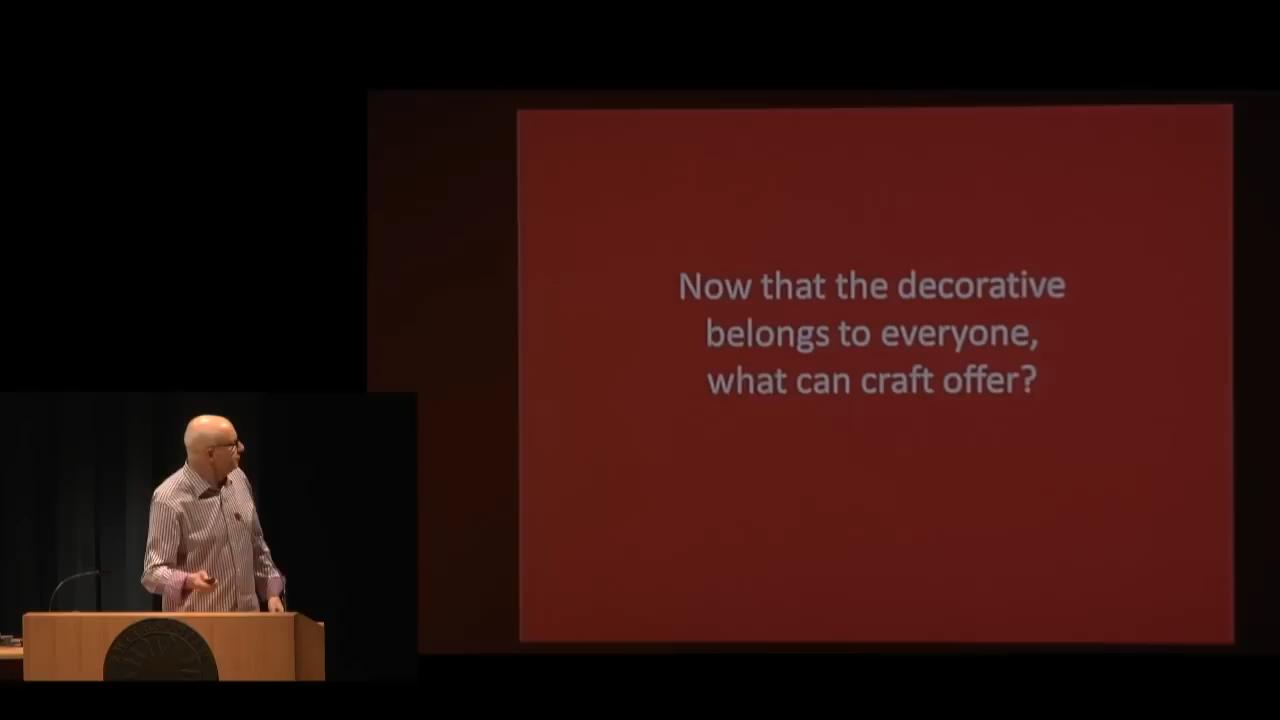 Now that the decorative
belongs to everyone,
what can craft offer?